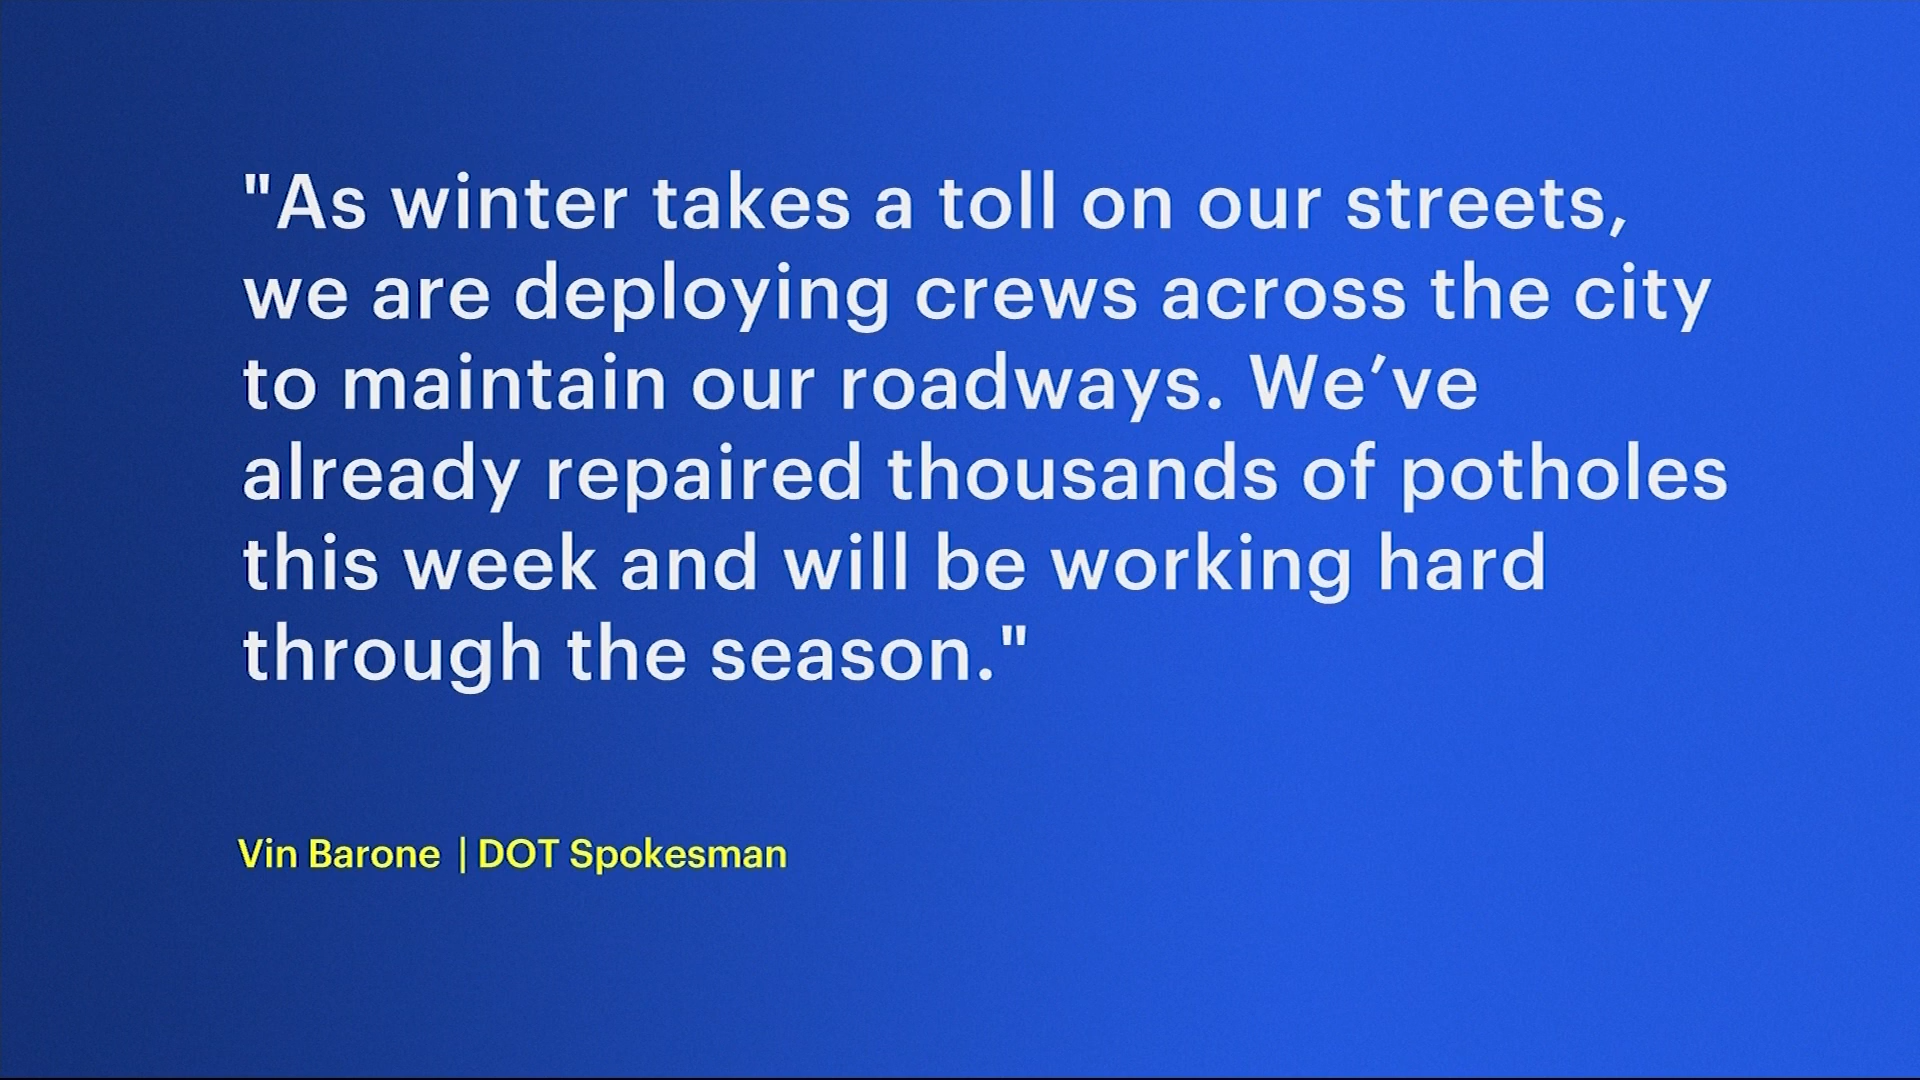 "As winter takes a toll on our streets,
we are deploying crews across the city
to maintain our roadways. We’ve
already repaired thousands of potholes
this week and will be working hard
through the season."
Vin Barone | DOT Spokesman